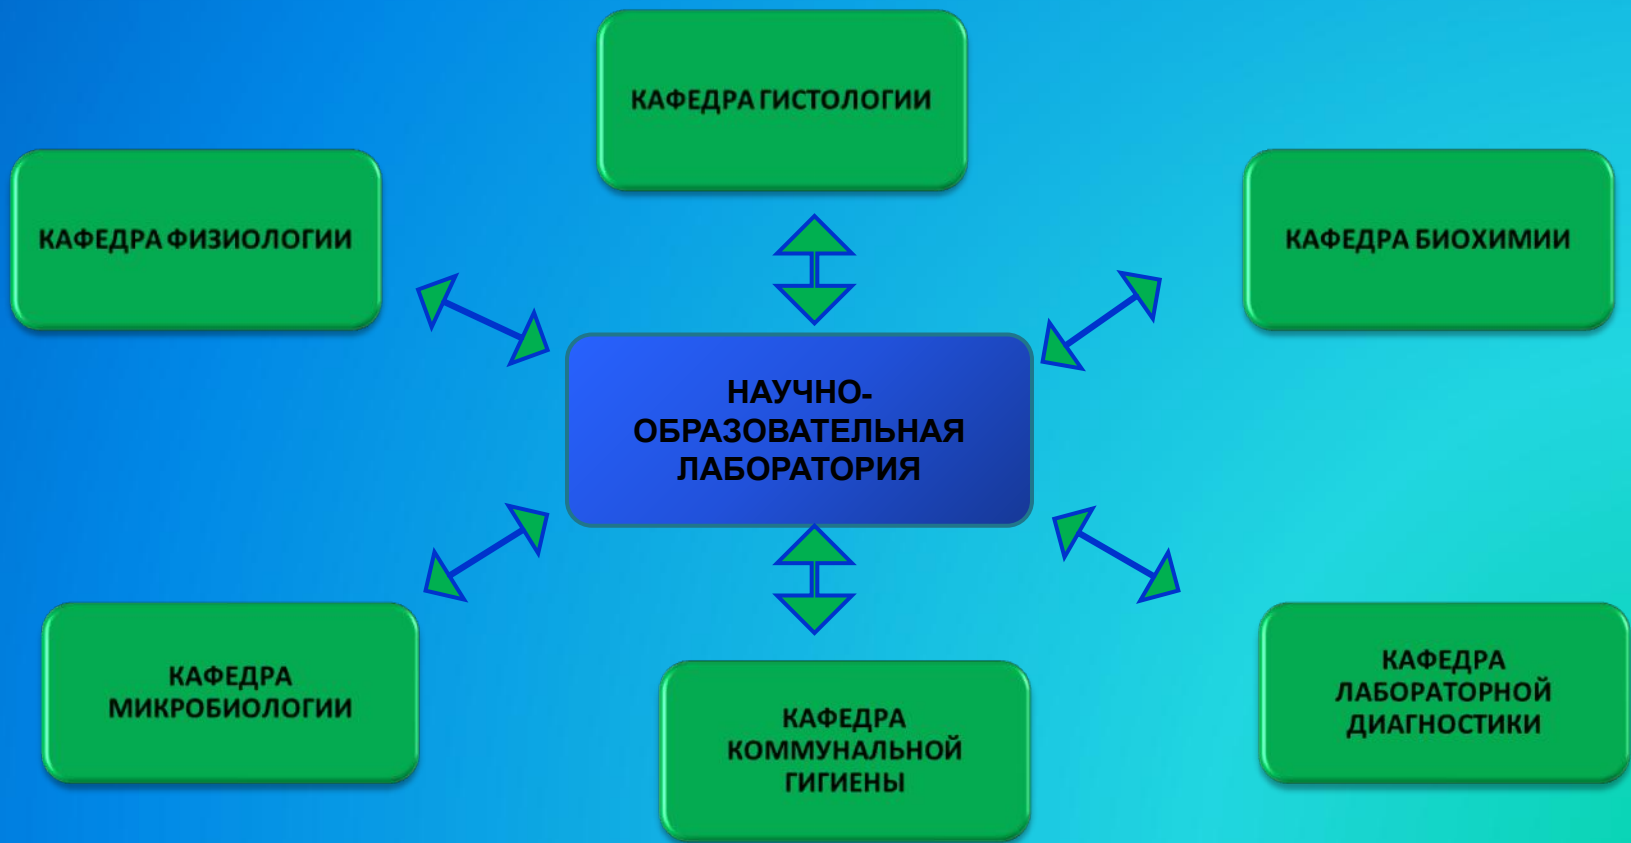 КАФЕДРА ГИСТОЛОГИИ
КАФЕДРА ФИЗИОЛОГИИ
КАФЕДРА БИОХИМИИ
НАУЧНО-
ОБРАЗОВАТЕЛЬНАЯ
ЛАБОРАТОРИЯ
КАФЕДРА
МИКРОБИОЛОГИИ
КАФЕДРА
КОММУНАЛЬНОЙ
ГИГИЕНЫ
КАФЕДРА
ЛАБОРАТОРНОЙ
ДИАГНОСТИКИ